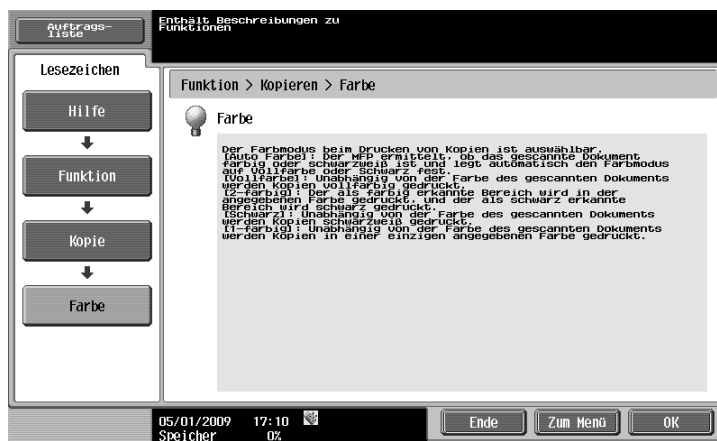 Auftrags-
liste
Enthält Beschreibungen zu
Funktionen
Lesezeichen
Hilfe
Funktion
Kopie
Farbe
Funktion > Kopieren > Farbe
Farbe
Der Farbmodus beim Drucken von Kopien ist auswählbar.
[Auto Farbe]: Der MFP ermittelt, ob das gescannte Dokument
farbig oder schwarzweiß ist und legt automatisch den Farbmodus
auf Vollfarbe oder Schwarz fest.
[Vollfarbe]: Unabhängig von der Farbe des gescannten Dokuments
werden Kopien vollfarbig gedruckt.
[2-farbig]: Der als farbig erkannte Bereich wird in der
angegebenen Farbe gedruckt, und der als schwarz erkannte
Bereich wird schwarz gedruckt.
[Schwarz]: Unabhängig von der Farbe des gescannten Dokuments
werden Kopien schwarzweiß gedruckt.
[1-farbig]: Unabhängig von der Farbe des gescannten Dokuments
werden Kopien in einer einzigen angegebenen Farbe gedruckt.
05/01/2009 17:10
Speicher 0%
Ende
Zum Menü
OK